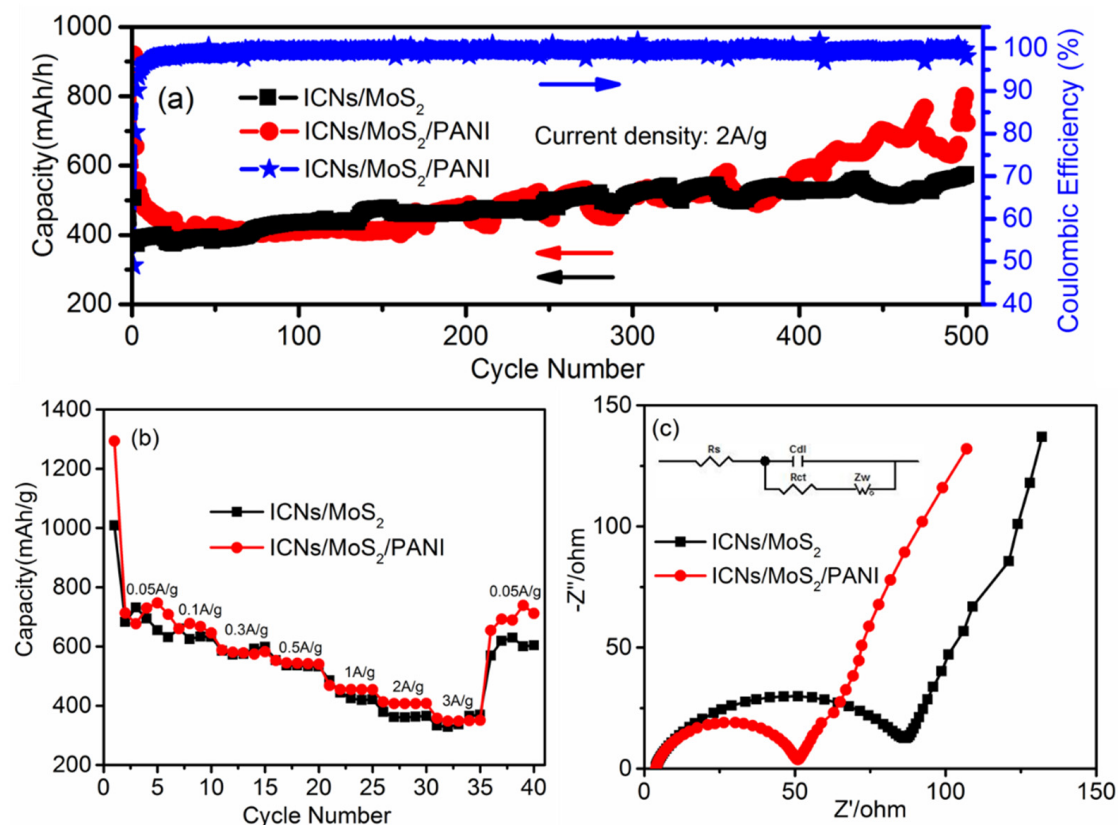 (a)
Capacity(mAh/h)
1000
800
600
400
200
ICNs/MoS₂
ICNs/MoS₂/PANI
ICNs/MoS₂/PANI
Current density: 2A/g
100
90
80
70
60
50
40
Coulombic Efficiency (%)
0 100 200 300 400 500
Cycle Number
(b)
Capacity(mAh/g)
1400
1200
1000
800
600
400
200
ICNs/MoS₂
ICNs/MoS₂/PANI
0.05A/g
0.1A/g
0.3A/g
0.5A/g
1A/g
2A/g
3A/g
0.05A/g
0 5 10 15 20 25 30 35 40
Cycle Number
(c)
-Z''/ohm
150
100
50
0
Rs
Cdl
Rct
Zw
s
ICNs/MoS₂
ICNs/MoS₂/PANI
0 50 100 150
Z'/ohm